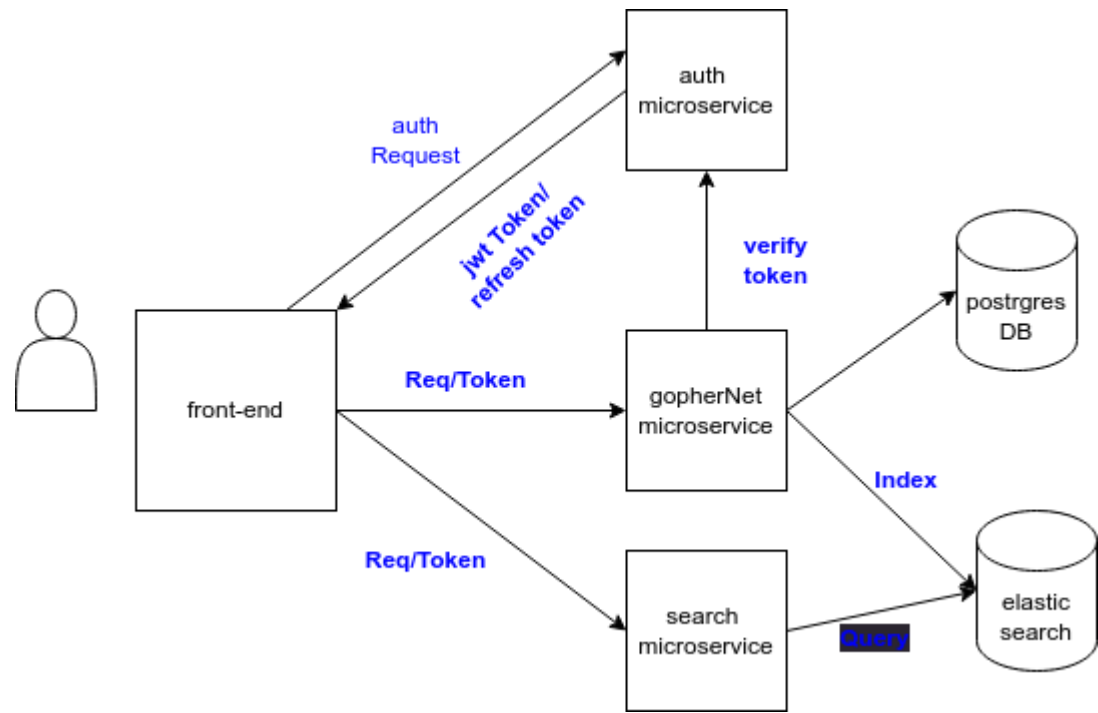 auth
microservice
auth
Request
jwt Token/
refresh token
verify
token
postrgres
DB
front-end
Req/Token
gopherNet
microservice
Index
Req/Token
search
microservice
Query
elastic
search